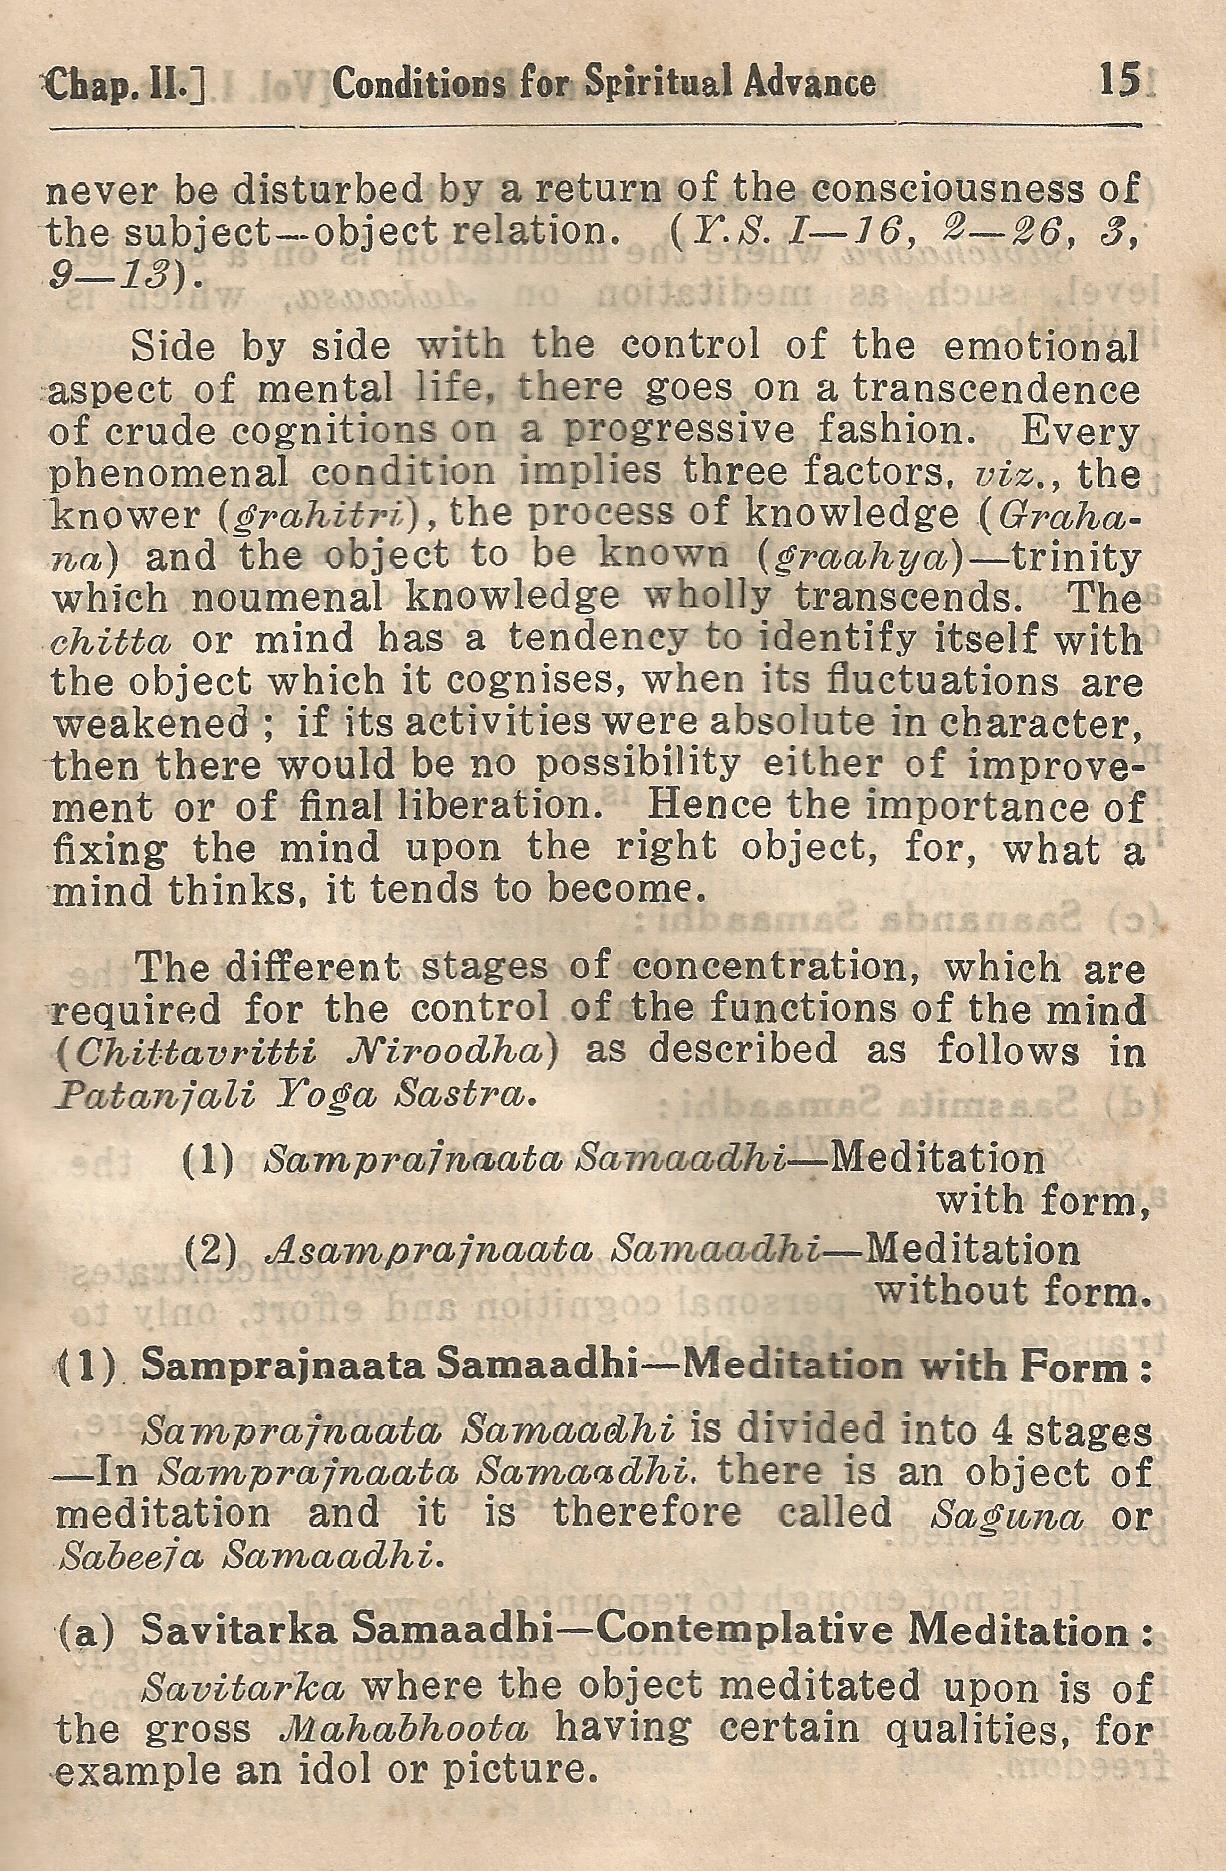 Chap. II.] Conditions for Spiritual Advance 15
never be disturbed by a return of the consciousness of
the subject—object relation. (Y.S. I—16, 2—26, 3,
9—13).
Side by side with the control of the emotional
aspect of mental life, there goes on a transcendence
of crude cognitions on a progressive fashion. Every
phenomenal condition implies three factors, viz., the
knower (grahitri), the process of knowledge (Graha-
na) and the object to be known (graahya)—trinity
which noumenal knowledge wholly transcends. The
chitta or mind has a tendency to identify itself with
the object which it cognises, when its fluctuations are
weakened ; if its activities were absolute in character,
then there would be no possibility either of improve-
ment or of final liberation. Hence the importance of
fixing the mind upon the right object, for, what a
mind thinks, it tends to become.
The different stages of concentration, which are
required for the control of the functions of the mind
(Chittavritti Niroodha) as described as follows in
Patanjali Yoga Sastra.
(1) Samprajnaata Samaadhi—Meditation
with form,
(2) Asamprajnaata Samaadhi—Meditation
without form.
(1) Samprajnaata Samaadhi—Meditation with Form :
Samprajnaata Samaadhi is divided into 4 stages
—In Samprajnaata Samaadhi, there is an object of
meditation and it is therefore called Saguna or
Sabeeja Samaadhi.
(a) Savitarka Samaadhi—Contemplative Meditation :
Savitarka where the object meditated upon is of
the gross Mahabhoota having certain qualities, for
example an idol or picture.